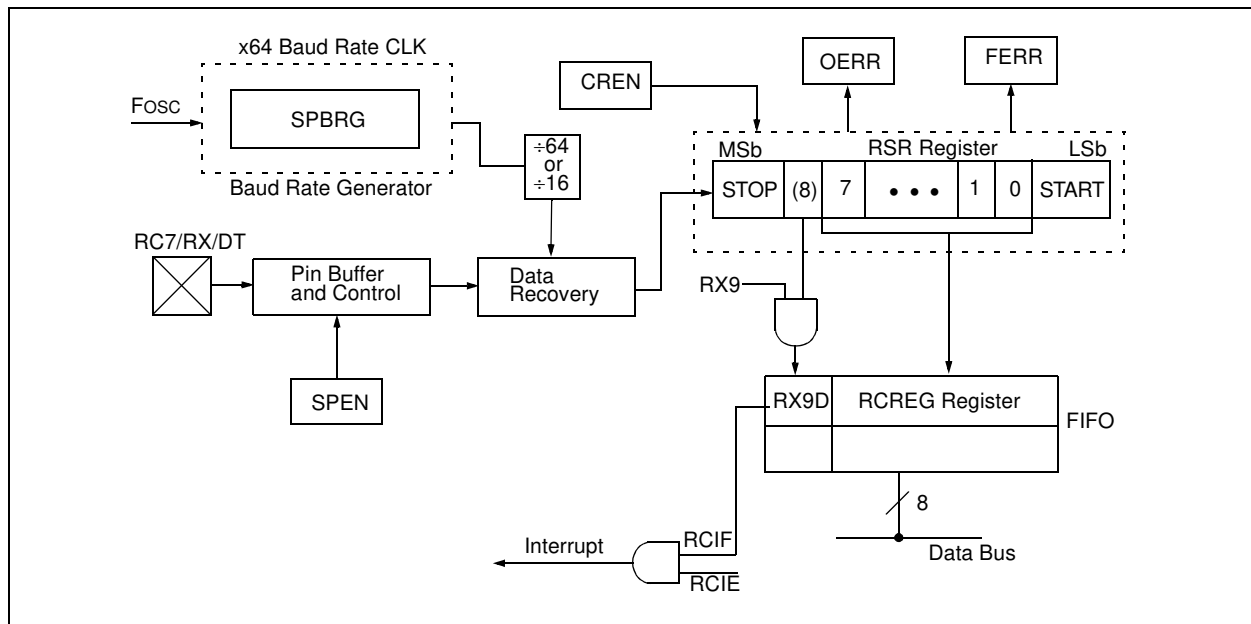 x64 Baud Rate CLK
FOSC
SPBRG
Baud Rate Generator
÷64
or
÷16
CREN
OERR
FERR
MSb
RSR Register
LSb
STOP
(8)
7
• • •
1
0
START
RC7/RX/DT
Pin Buffer
and Control
Data
Recovery
SPEN
RX9
RX9D
RCREG Register
FIFO
8
Data Bus
Interrupt
RCIF
RCIE